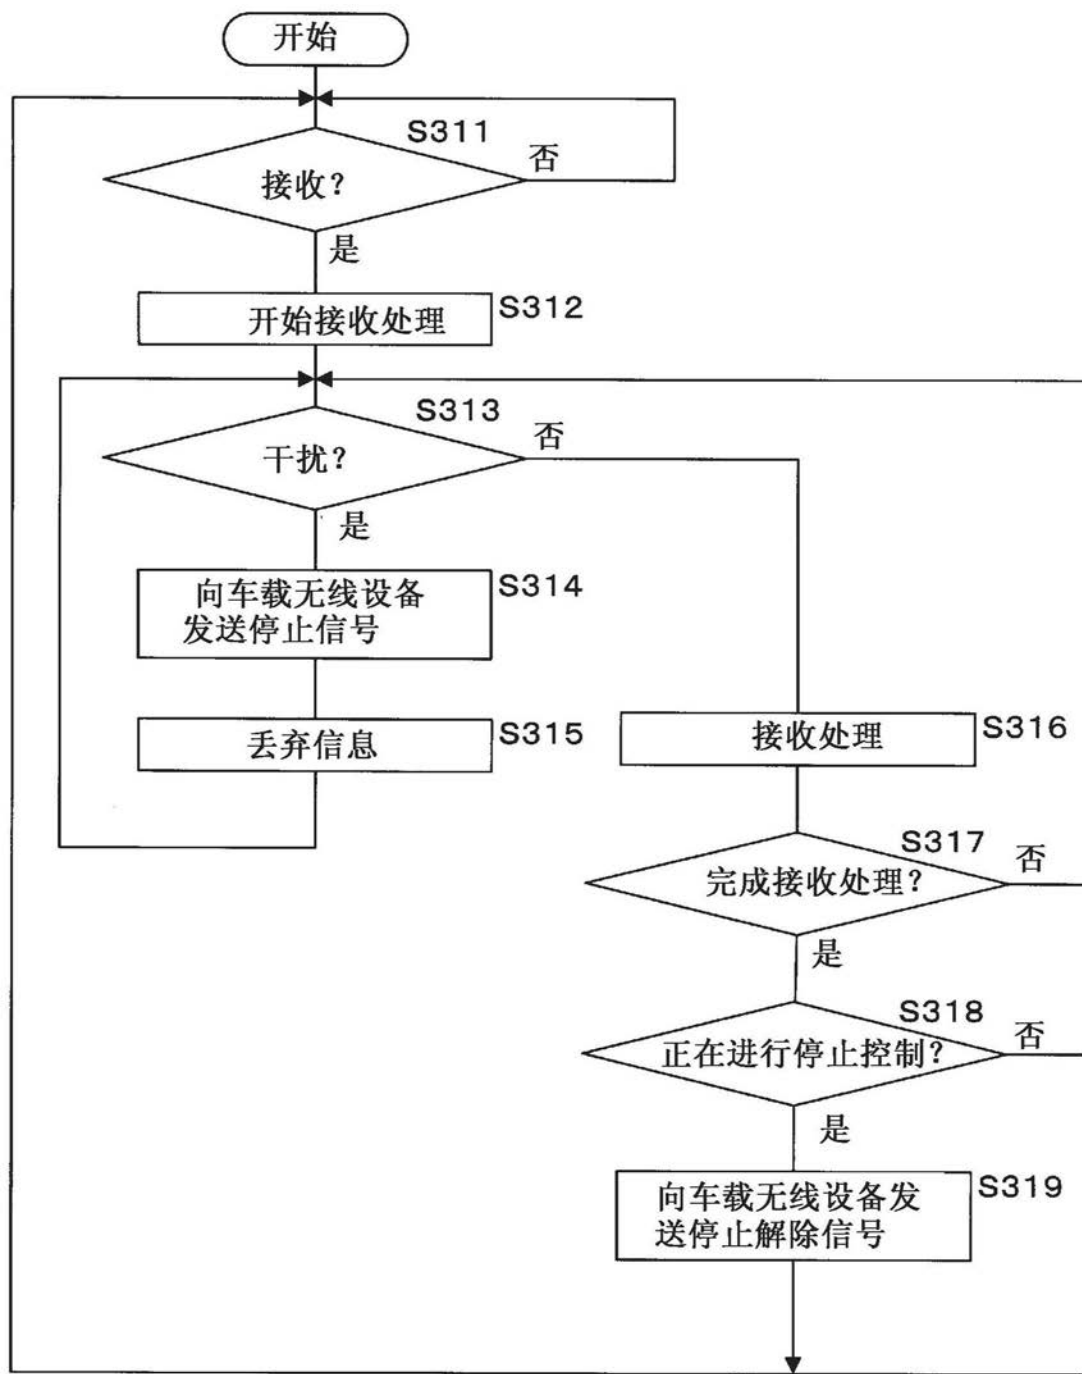 开始
S311
接收？
否
是
开始接收处理
S312
S313
干扰？
否
是
向车载无线设备
发送停止信号
S314
丢弃信息
S315
接收处理
S316
S317
完成接收处理？
否
是
S318
正在进行停止控制？
否
是
向车载无线设备发
送停止解除信号
S319